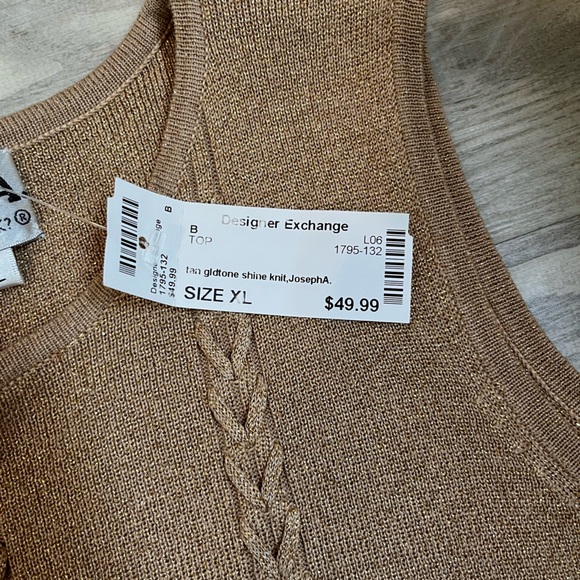 Designer Exchange
B
TOP
L06
1795-132
tan gldtone shine knit,JosephA.
SIZE XL
$49.99
B
1795-132
$49.99
®